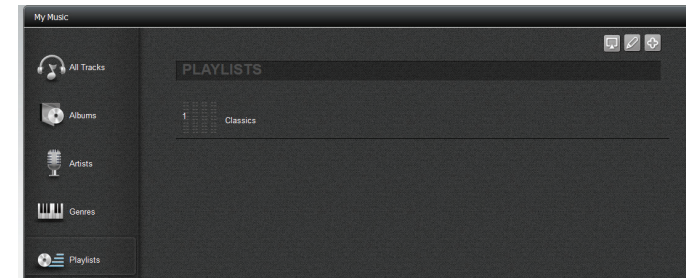 My Music
All Tracks
PLAYLISTS
Albums
1 Classics
Artists
Genres
Playlists